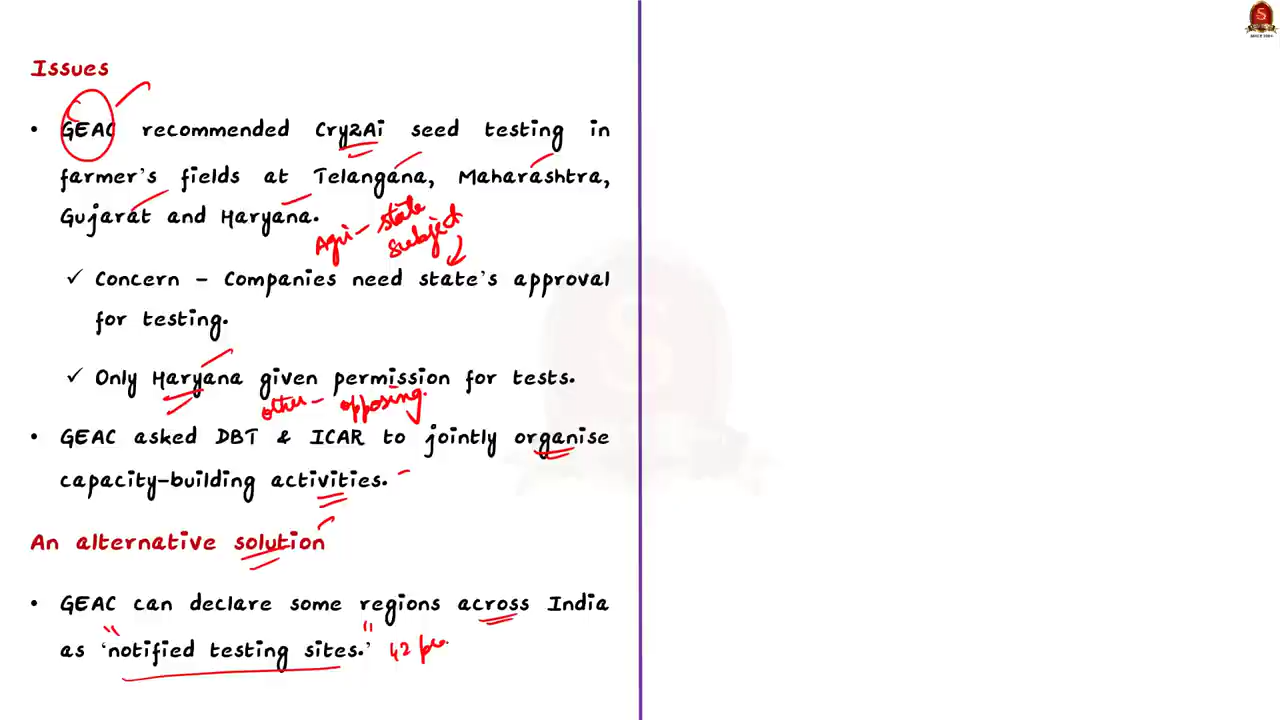 Issues
• GEAC recommended Cry2Ai seed testing in
farmer's fields at Telangana, Maharashtra,
Gujarat and Haryana.
Agri - state
subject
✓ Concern - Companies need state's approval
for testing.
✓ Only Haryana given permission for tests.
other - opposing
• GEAC asked DBT & ICAR to jointly organise
capacity-building activities.
An alternative solution
• GEAC can declare some regions across India
as 'notified testing sites.' 42